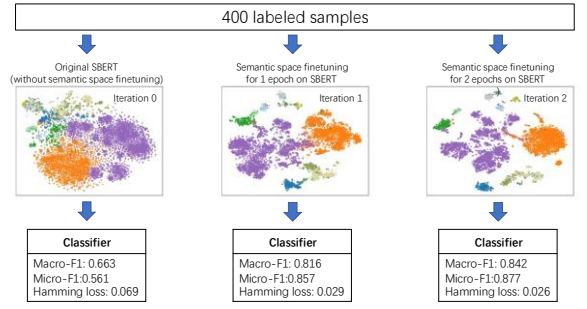 400 labeled samples
Original SBERT
(without semantic space finetuning)
Iteration 0
Classifier
Macro-F1: 0.663
Micro-F1:0.561
Hamming loss: 0.069
Semantic space finetuning
for 1 epoch on SBERT
Iteration 1
Classifier
Macro-F1: 0.816
Micro-F1:0.857
Hamming loss: 0.029
Semantic space finetuning
for 2 epochs on SBERT
Iteration 2
Classifier
Macro-F1: 0.842
Micro-F1:0.877
Hamming loss: 0.026